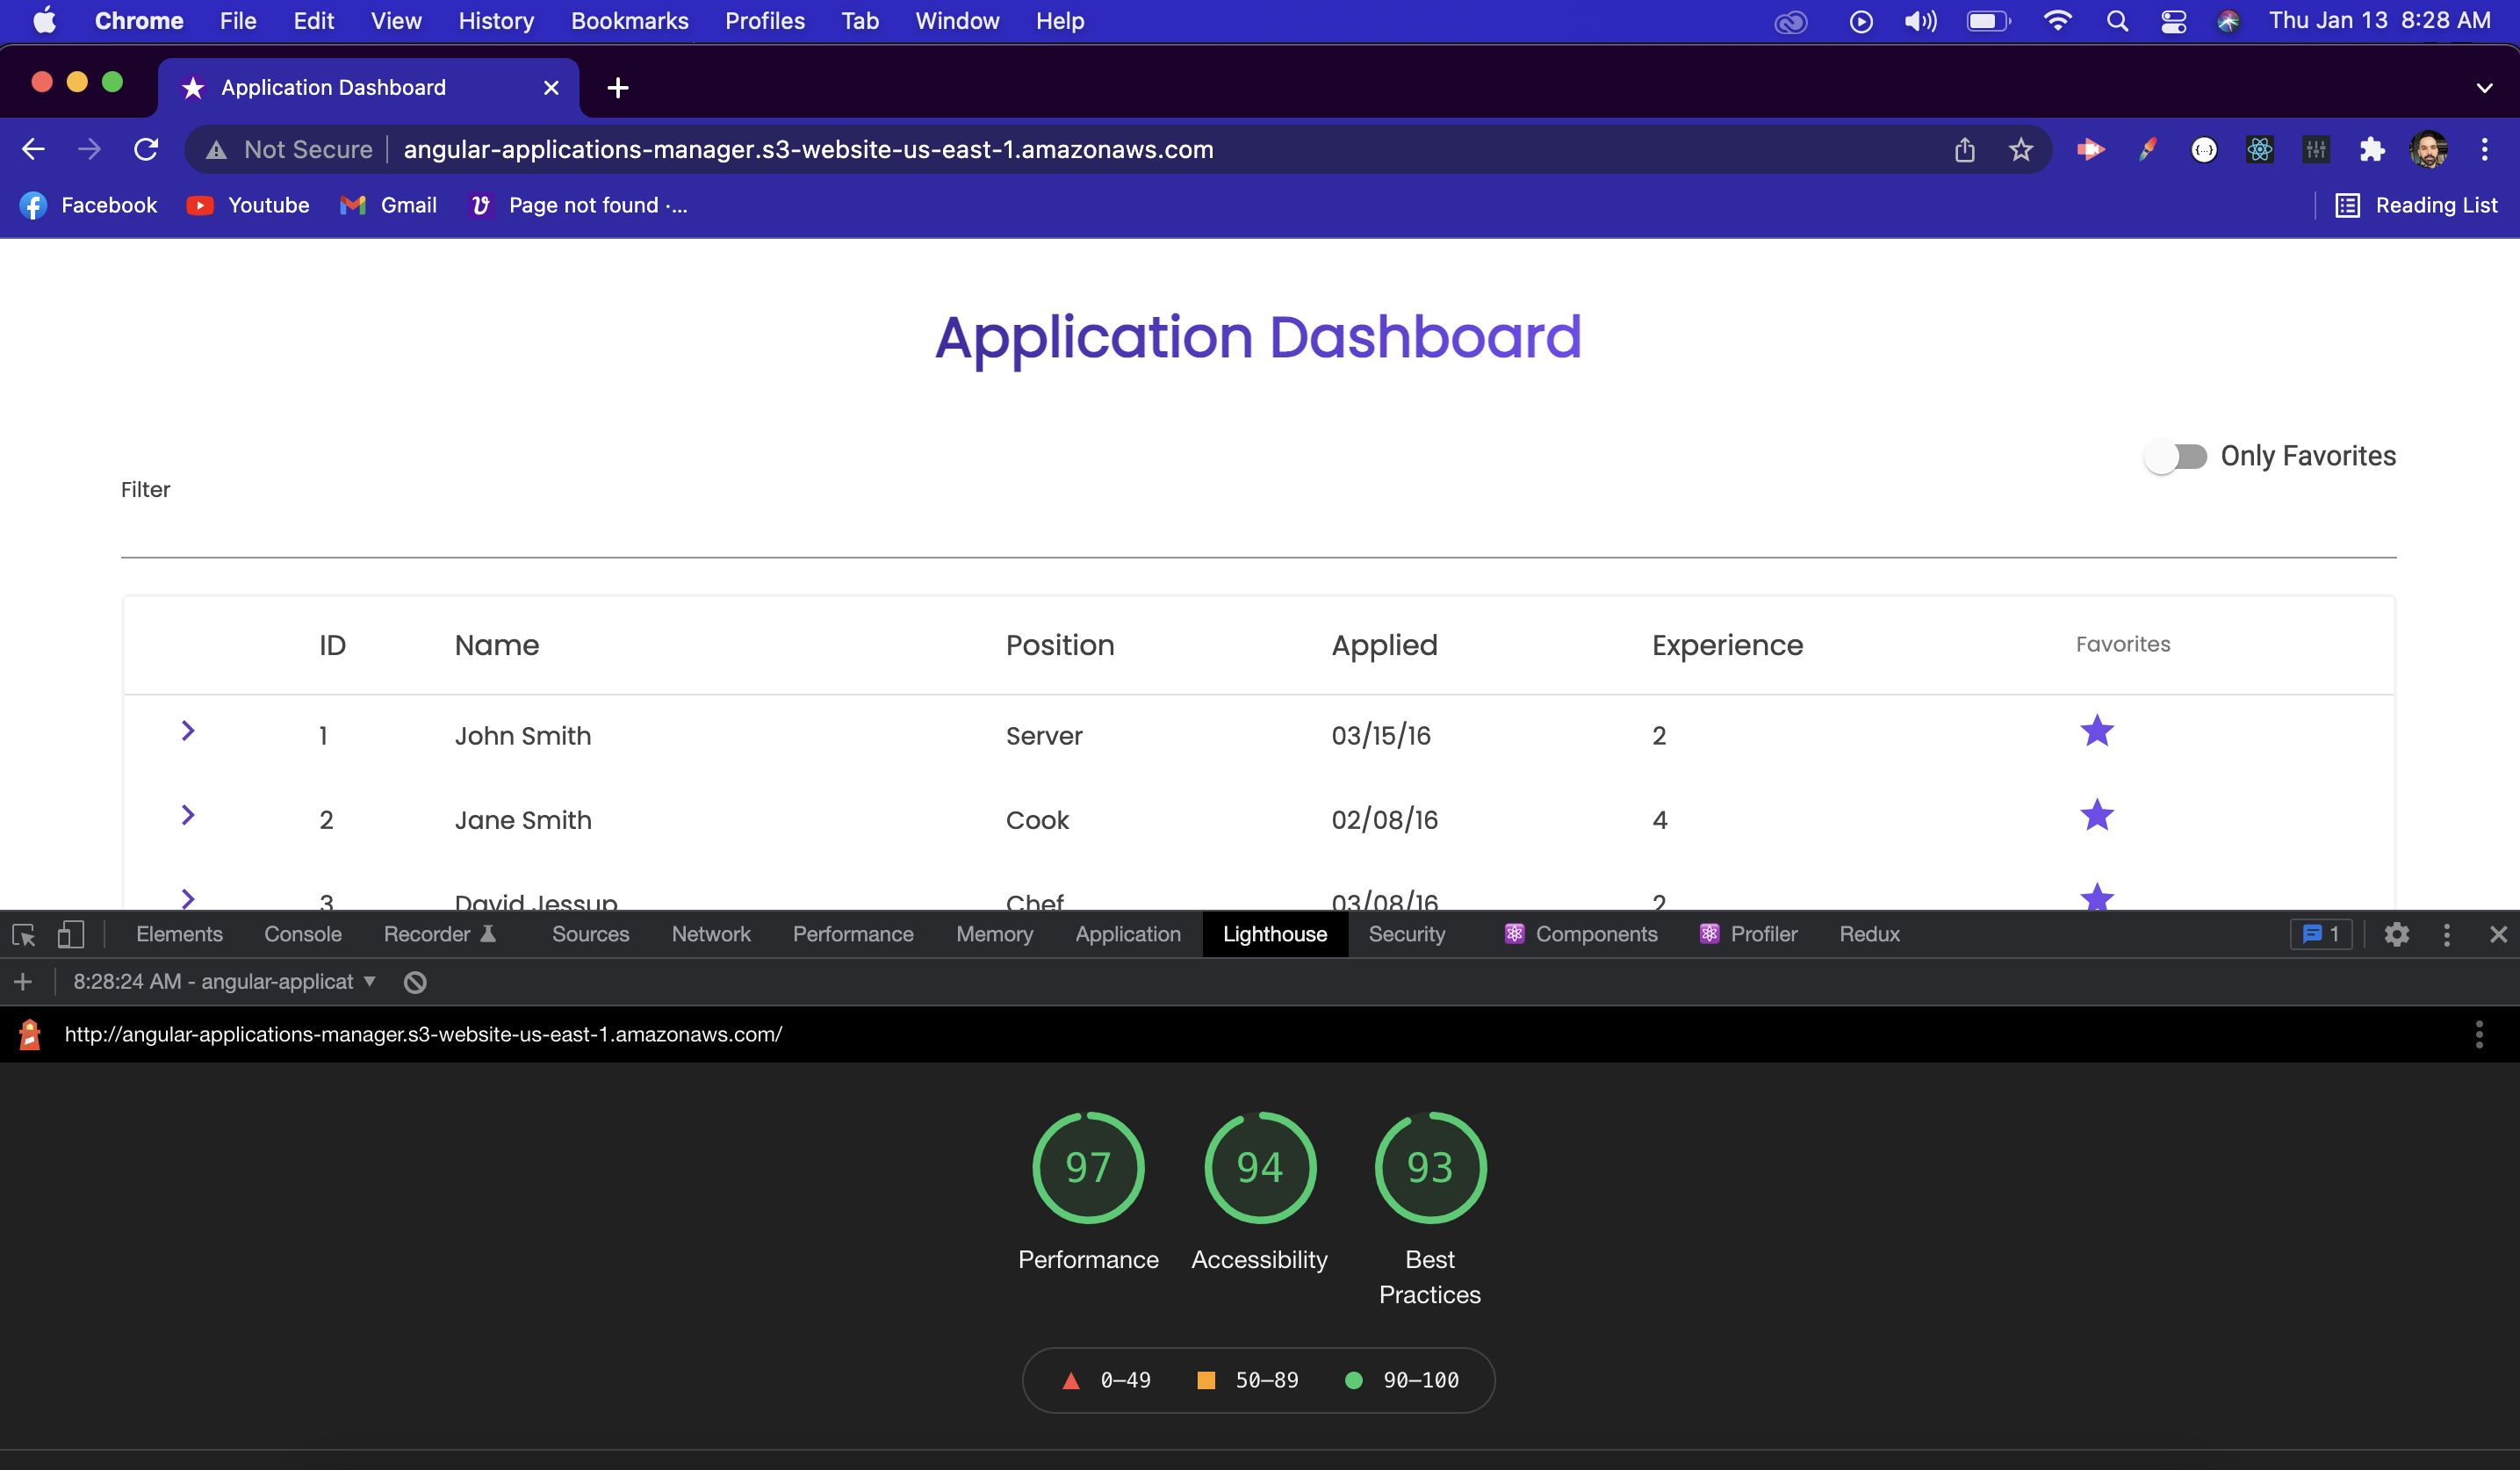 Chrome File Edit View History Bookmarks Profiles Tab Window Help Thu Jan 13 8:28 AM
Application Dashboard
Not Secure angular-applications-manager.s3-website-us-east-1.amazonaws.com
Facebook Youtube Gmail Page not found ·... Reading List
Application Dashboard
Only Favorites
Filter
ID Name Position Applied Experience Favorites
1 John Smith Server 03/15/16 2
2 Jane Smith Cook 02/08/16 4
3 David Jessup Chef 03/08/16 2
Elements Console Recorder Sources Network Performance Memory Application Lighthouse Security Components Profiler Redux 1
8:28:24 AM - angular-applicat
http://angular-applications-manager.s3-website-us-east-1.amazonaws.com/
97 94 93
Performance Accessibility Best
Practices
0–49 50–89 90–100